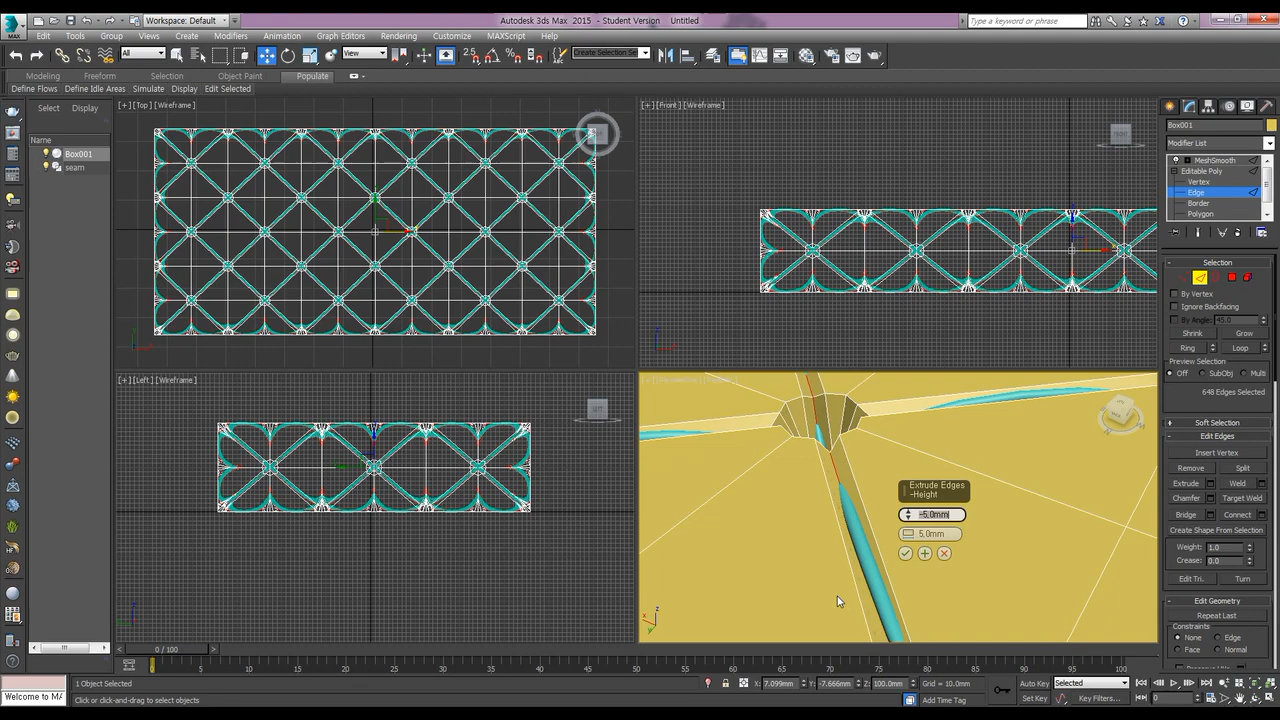 Workspace: Default
Autodesk 3ds Max 2015 - Student Version Untitled
Type a keyword or phrase
MAX
Edit Tools Group Views Create Modifiers Animation Graph Editors Rendering Customize MAXScript Help
All View Create Selection Se
Modeling Freeform Selection Object Paint Populate
Define Flows Define Idle Areas Simulate Display Edit Selected
Select Display
Name
Box001
seam
[+] [Top] [Wireframe]
[+] [Front] [Wireframe]
[+] [Left] [Wireframe]
Extrude Edges
-Height
-5,0mm
5,0mm
Box001
Modifier List
MeshSmooth
Editable Poly
Vertex
Edge
Border
Polygon
Selection
By Vertex
Ignore Backfacing
By Angle: 45.0
Shrink Grow
Ring Loop
Preview Selection
Off SubObj Multi
648 Edges Selected
Soft Selection
Edit Edges
Insert Vertex
Remove Split
Extrude Weld
Chamfer Target Weld
Bridge Connect
Create Shape From Selection
Weight: 1.0
Crease: 0.0
Edit Tri. Turn
Edit Geometry
Repeat Last
Constraints
None Edge
Face Normal
0 / 100
0 5 10 15 20 25 30 35 40 45 50 55 60 65 70 75 80 85 90 95 100
1 Object Selected
X: 7.099mm Y: -7.666mm Z: 100.0mm Grid = 10.0mm
Auto Key Selected
Welcome to MA
Click or click-and-drag to select objects
Add Time Tag
Set Key Key Filters... 0